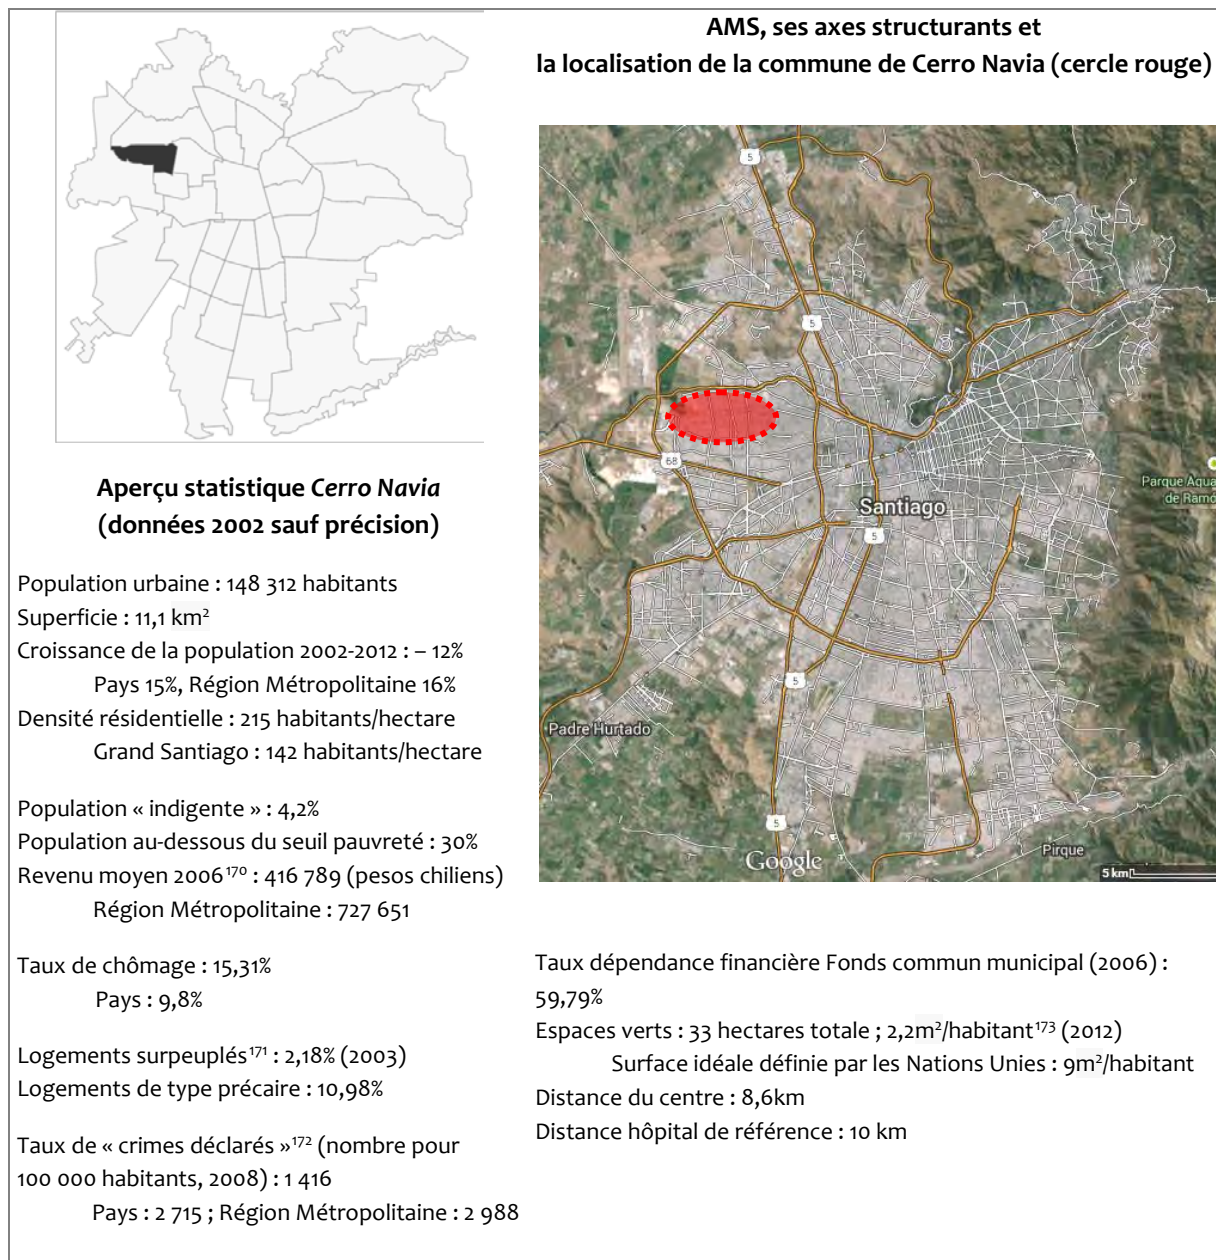 AMS, ses axes structurants et
la localisation de la commune de Cerro Navia (cercle rouge)
5
5
68
Santiago
5
Parque Aqua
de Ramó
5
Padre Hurtado
5
Google
Pirque
5 km
Aperçu statistique Cerro Navia
(données 2002 sauf précision)
Population urbaine : 148 312 habitants
Superficie : 11,1 km²
Croissance de la population 2002-2012 : – 12%
Pays 15%, Région Métropolitaine 16%
Densité résidentielle : 215 habitants/hectare
Grand Santiago : 142 habitants/hectare
Population « indigente » : 4,2%
Population au-dessous du seuil pauvreté : 30%
Revenu moyen 2006¹⁷⁰ : 416 789 (pesos chiliens)
Région Métropolitaine : 727 651
Taux de chômage : 15,31%
Pays : 9,8%
Logements surpeuplés¹⁷¹ : 2,18% (2003)
Logements de type précaire : 10,98%
Taux de « crimes déclarés »¹⁷² (nombre pour
100 000 habitants, 2008) : 1 416
Pays : 2 715 ; Région Métropolitaine : 2 988
Taux dépendance financière Fonds commun municipal (2006) :
59,79%
Espaces verts : 33 hectares totale ; 2,2m²/habitant¹⁷³ (2012)
Surface idéale définie par les Nations Unies : 9m²/habitant
Distance du centre : 8,6km
Distance hôpital de référence : 10 km